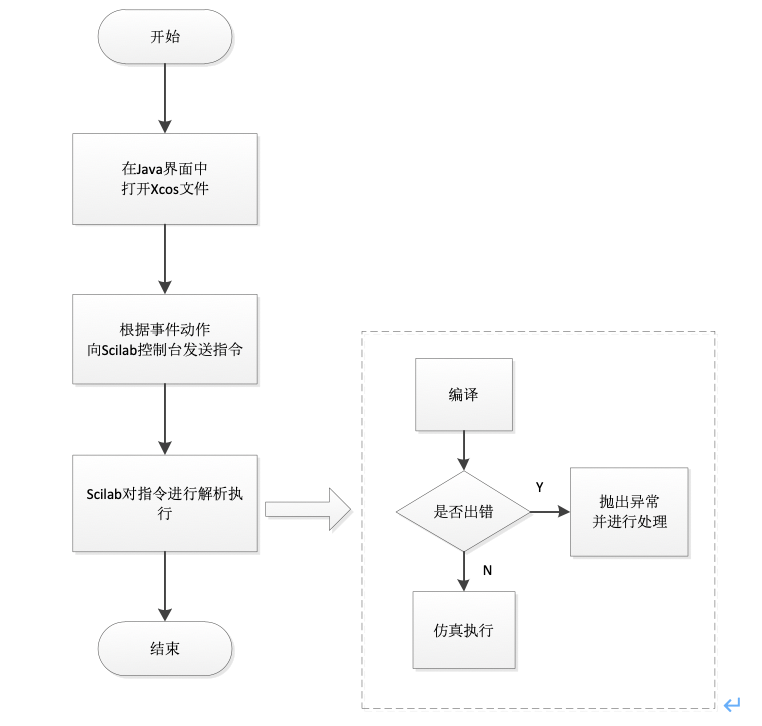 开始
在Java界面中
打开Xcos文件
根据事件动作
向Scilab控制台发送指令
Scilab对指令进行解析执
行
结束
编译
是否出错
Y
抛出异常
并进行处理
N
仿真执行